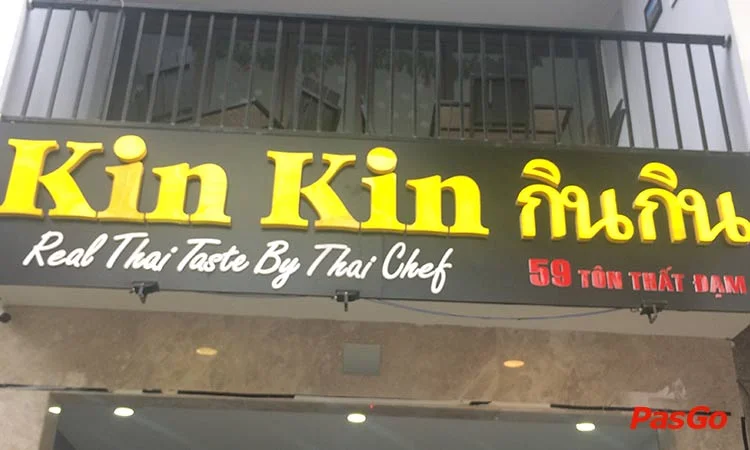 Kin Kin กินกิน
Real Thai Taste By Thai Chef
59 TÔN THẤT ĐẠM
PasGo